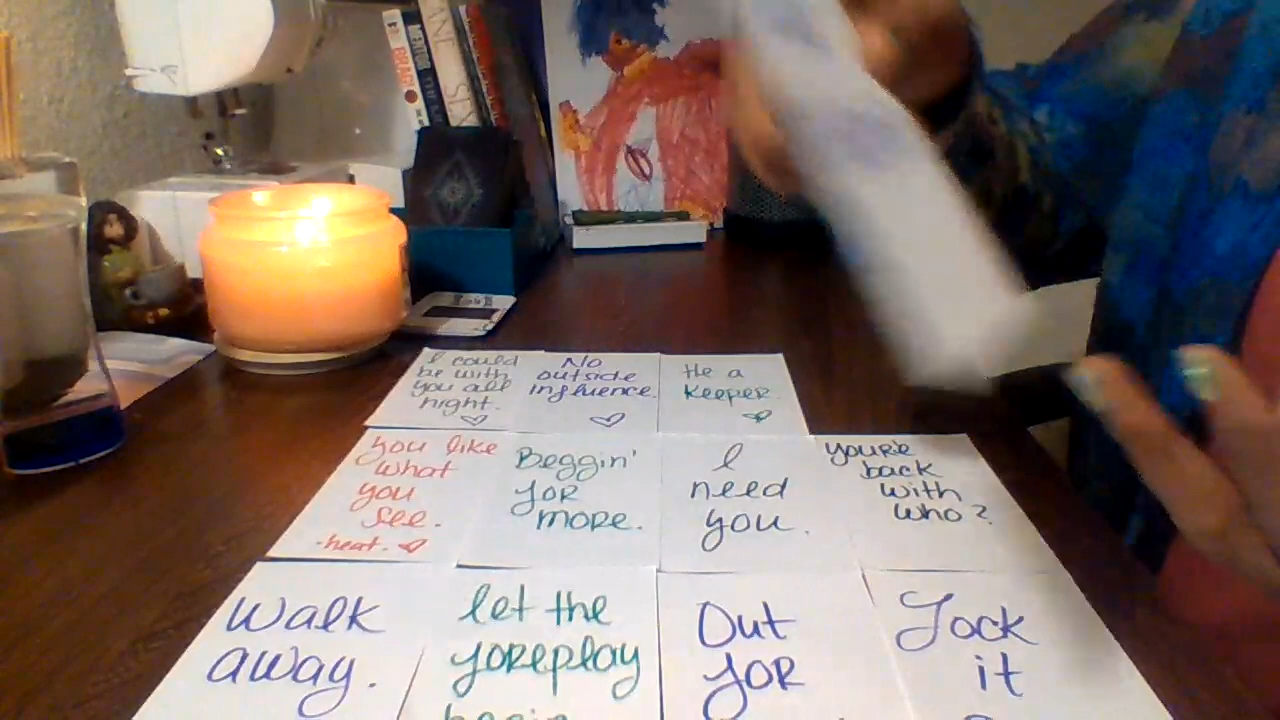 I could
be with
you all
night.
No
outside
influence.
He a
keeper.
you like
what
you
see.
-heat.
Beggin'
for
more.
I
need
you.
you're
back
with
who?
Walk
away.
let the
foreplay
begin
Out
for
it